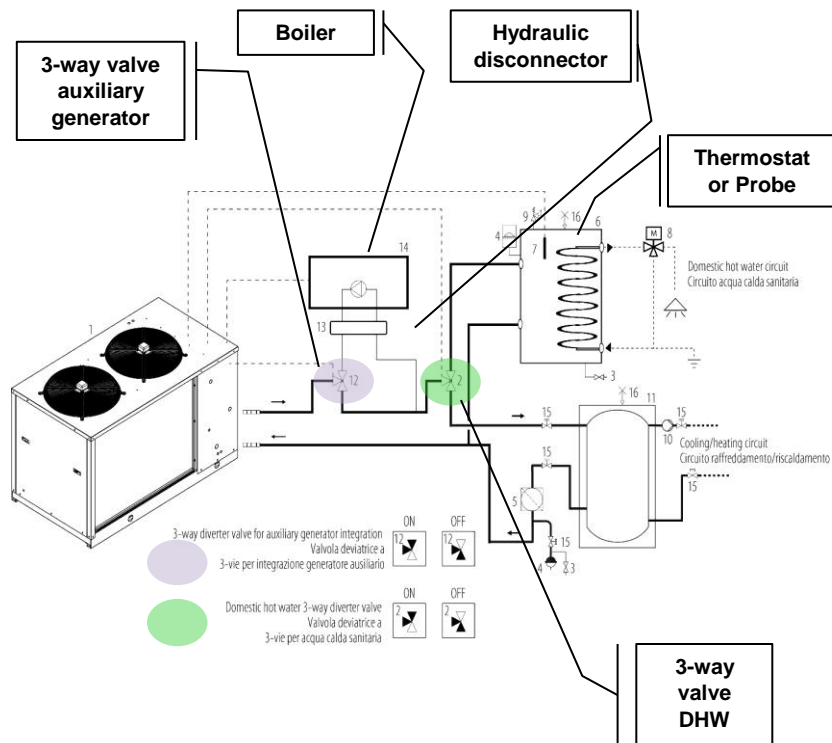 Boiler
Hydraulic
disconnector
3-way valve
auxiliary
generator
Thermostat
or Probe
9
16
6
4
7
M
8
14
Domestic hot water circuit
Circuito acqua calda sanitaria
1
13
3
12
2
16
11
15
15
10
Cooling/heating circuit
Circuito raffreddamento/riscaldamento
15
15
5
15
4
3
ON
OFF
3-way diverter valve for auxiliary generator integration
Valvola deviatrice a
3-vie per integrazione generatore ausiliario
12
12
ON
OFF
Domestic hot water 3-way diverter valve
Valvola deviatrice a
3-vie per acqua calda sanitaria
2
2
3-way
valve
DHW